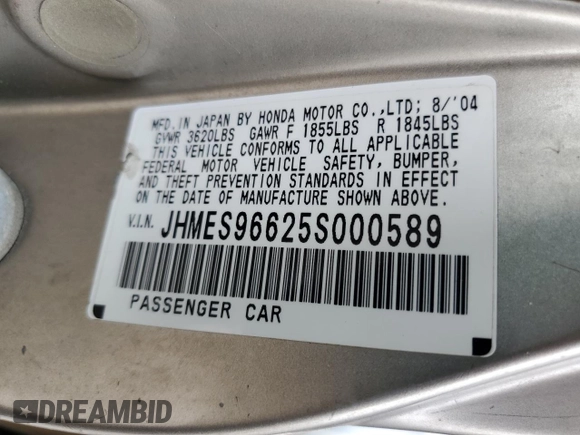 MFD. IN JAPAN BY HONDA MOTOR CO.,LTD; 8/'04
GVWR 3620LBS GAWR F 1855LBS R 1845LBS
THIS VEHICLE CONFORMS TO ALL APPLICABLE
FEDERAL MOTOR VEHICLE SAFETY, BUMPER,
AND THEFT PREVENTION STANDARDS IN EFFECT
ON THE DATE OF MANUFACTURE SHOWN ABOVE.
V.I.N. JHMES96625S000589
PASSENGER CAR
DREAMBID